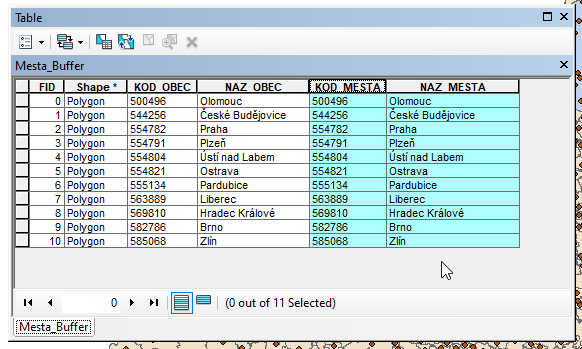 Table
Mesta_Buffer
FID Shape * KOD_OBEC NAZ_OBEC KOD_MESTA NAZ_MESTA
0 Polygon 500496 Olomouc 500496 Olomouc
1 Polygon 544256 České Budějovice 544256 České Budějovice
2 Polygon 554782 Praha 554782 Praha
3 Polygon 554791 Plzeň 554791 Plzeň
4 Polygon 554804 Ústí nad Labem 554804 Ústí nad Labem
5 Polygon 554821 Ostrava 554821 Ostrava
6 Polygon 555134 Pardubice 555134 Pardubice
7 Polygon 563889 Liberec 563889 Liberec
8 Polygon 569810 Hradec Králové 569810 Hradec Králové
9 Polygon 582786 Brno 582786 Brno
10 Polygon 585068 Zlín 585068 Zlín
0 (0 out of 11 Selected)
Mesta_Buffer